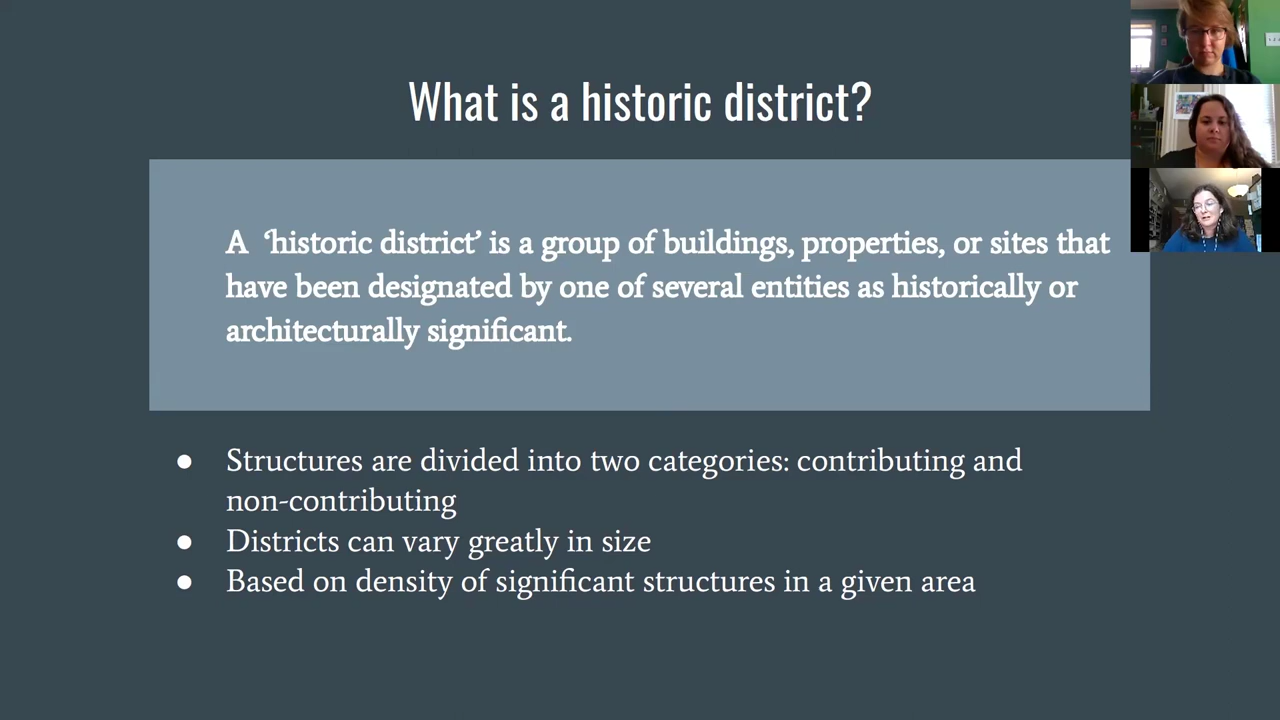 What is a historic district?
A ‘historic district’ is a group of buildings, properties, or sites that
have been designated by one of several entities as historically or
architecturally significant.
● Structures are divided into two categories: contributing and
non-contributing
● Districts can vary greatly in size
● Based on density of significant structures in a given area